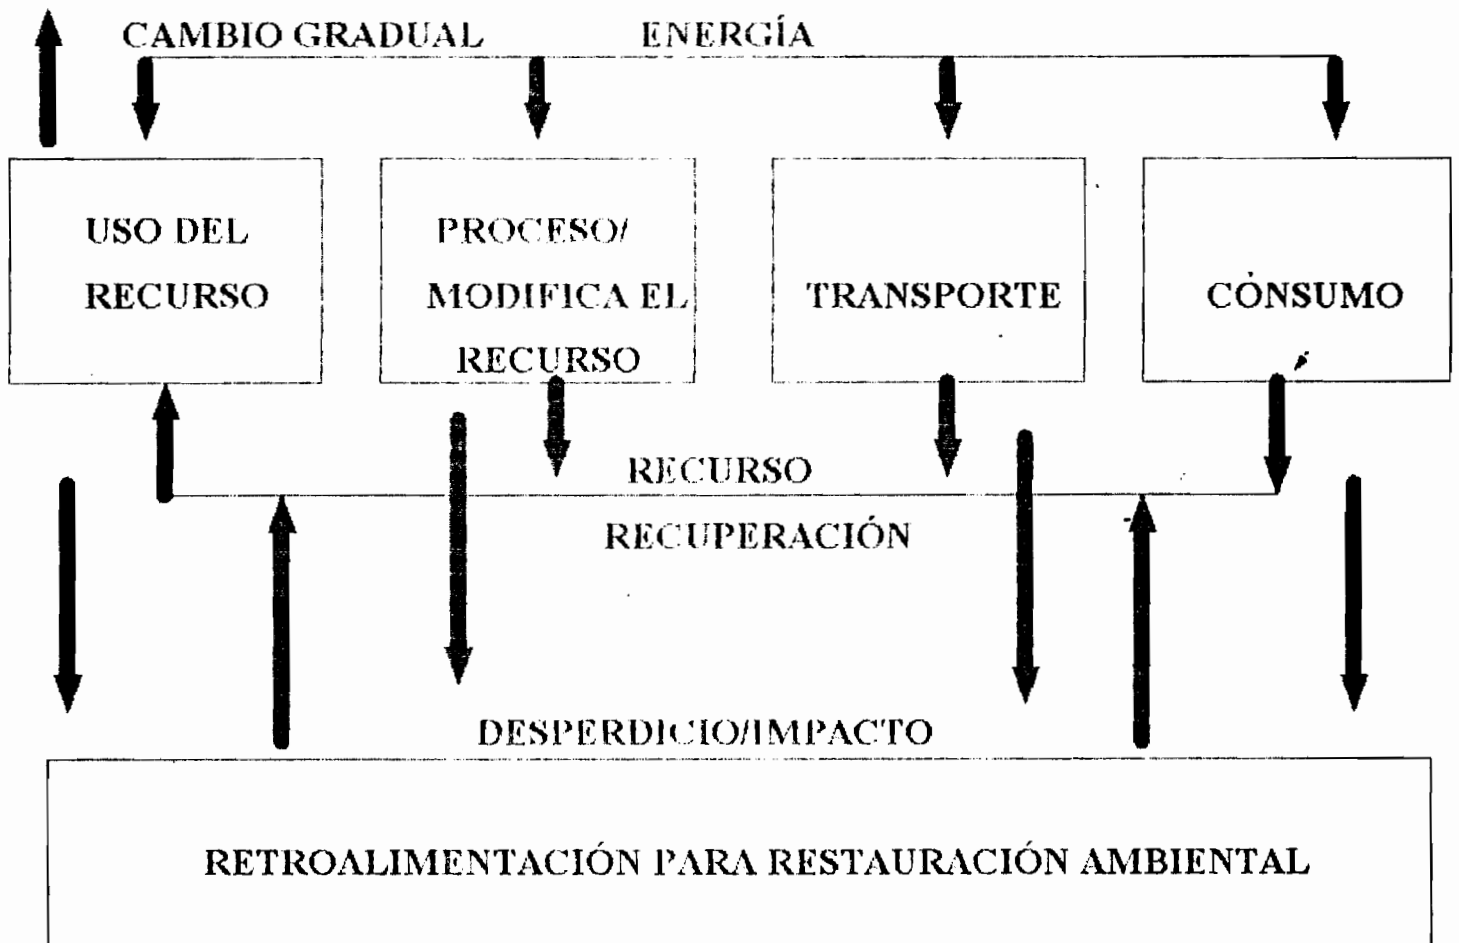 CAMBIO GRADUAL ENERGÍA
USO DEL
RECURSO
PROCESO/
MODIFICA EL
RECURSO
TRANSPORTE
CÓNSUMO
RECURSO
RECUPERACIÓN
DESPERDICIO/IMPACTO
RETROALIMENTACIÓN PARA RESTAURACIÓN AMBIENTAL